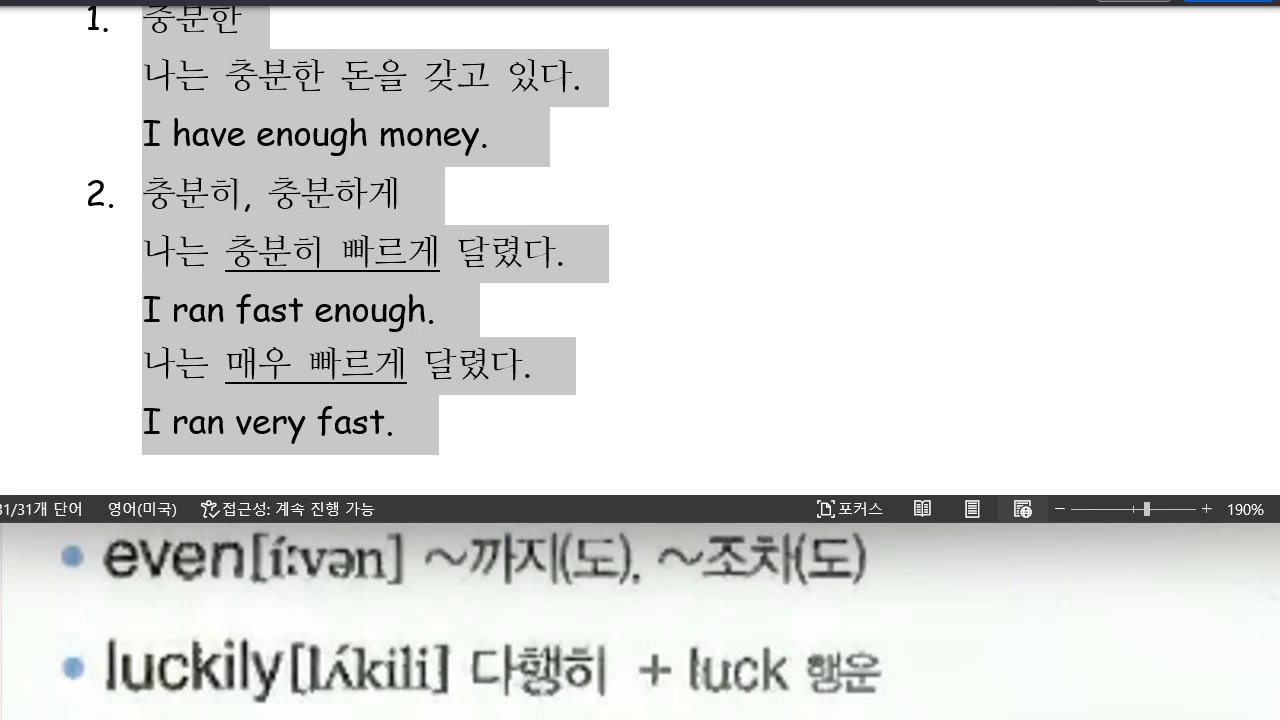 1. 충분한
나는 충분한 돈을 갖고 있다.
I have enough money.
2. 충분히, 충분하게
나는 충분히 빠르게 달렸다.
I ran fast enough.
나는 매우 빠르게 달렸다.
I ran very fast.
31/31개 단어 영어(미국) 접근성: 계속 진행 가능 포커스 190%
• even[íːvən] ~까지(도), ~조차(도)
• luckily[lʌ́kili] 다행히 + luck 행운